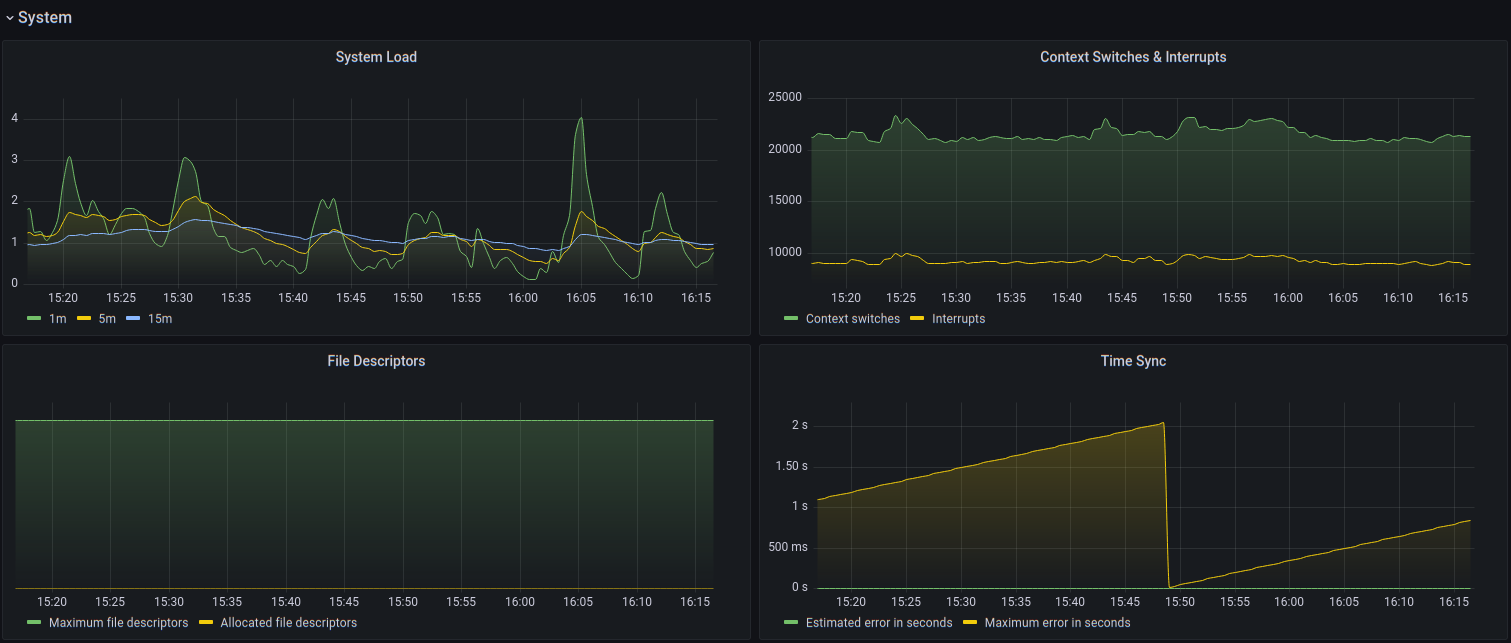 System
System Load
4
3
2
1
0
15:20 15:25 15:30 15:35 15:40 15:45 15:50 15:55 16:00 16:05 16:10 16:15
1m 5m 15m
Context Switches & Interrupts
25000
20000
15000
10000
15:20 15:25 15:30 15:35 15:40 15:45 15:50 15:55 16:00 16:05 16:10 16:15
Context switches Interrupts
File Descriptors
15:20 15:25 15:30 15:35 15:40 15:45 15:50 15:55 16:00 16:05 16:10 16:15
Maximum file descriptors Allocated file descriptors
Time Sync
2 s
1.50 s
1 s
500 ms
0 s
15:20 15:25 15:30 15:35 15:40 15:45 15:50 15:55 16:00 16:05 16:10 16:15
Estimated error in seconds Maximum error in seconds